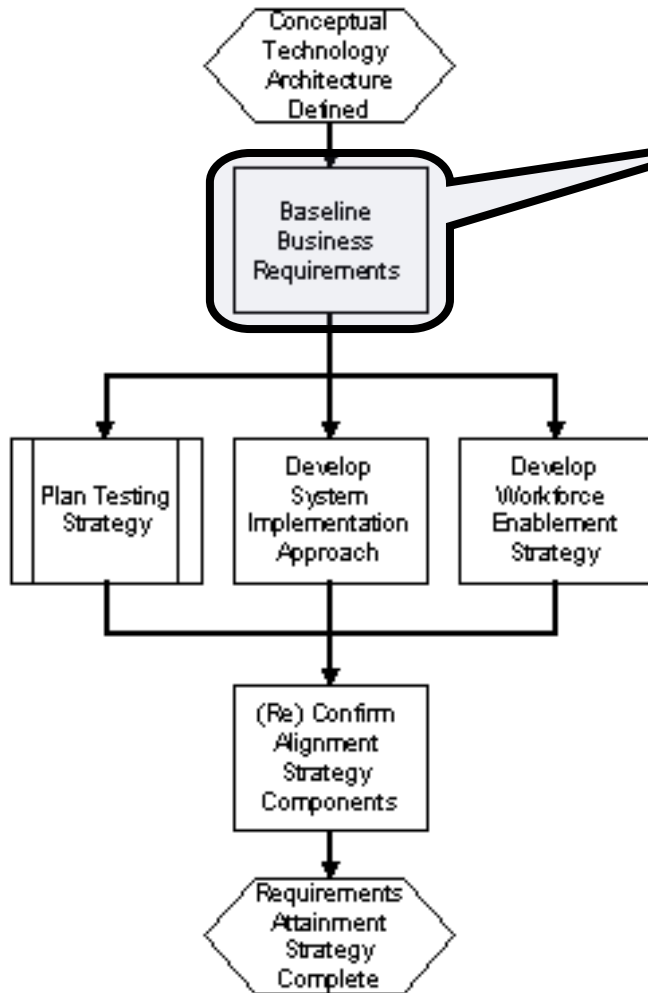 Conceptual
Technology
Architecture
Defined
Baseline
Business
Requirements
Plan Testing
Strategy
Develop
System
Implementation
Approach
Develop
Workforce
Enablement
Strategy
(Re) Confirm
Alignment
Strategy
Components
Requirements
Attainment
Strategy
Complete